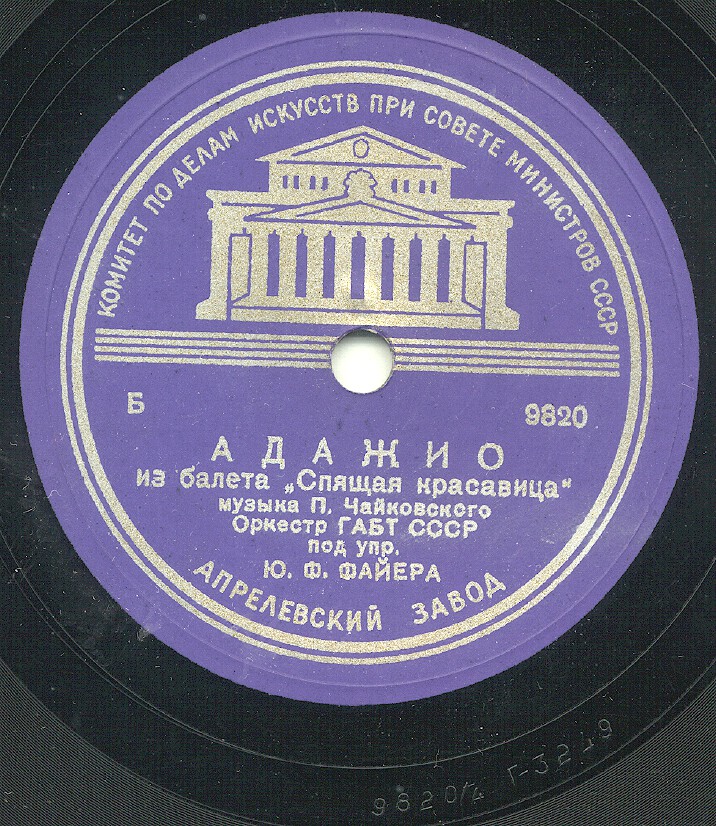 КОМИТЕТ ПО ДЕЛАМ ИСКУССТВ ПРИ СОВЕТЕ МИНИСТРОВ СССР
Б 9820
АДАЖИО
из балета „Спящая красавица"
музыка П. Чайковского
Оркестр ГАБТ СССР
под упр.
Ю. Ф. ФАЙЕРА
АПРЕЛЕВСКИЙ ЗАВОД
9820/4 Г-3249